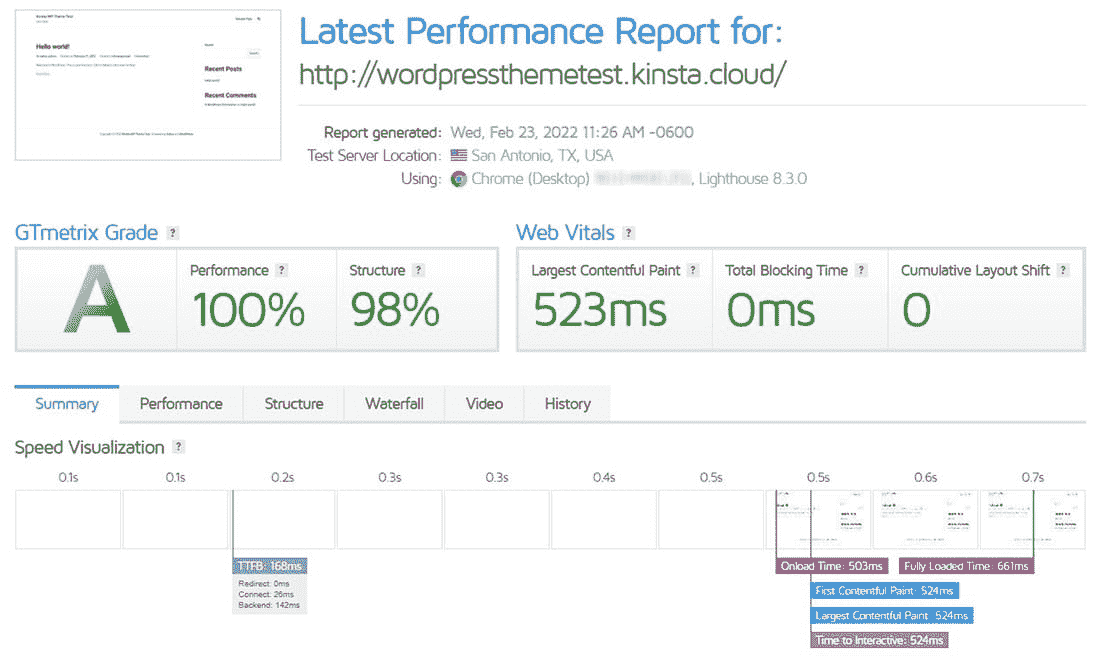 Latest Performance Report for:
http://wordpressthemetest.kinsta.cloud/
Hello world!
Recent Posts
Recent Comments
Report generated: Wed, Feb 23, 2022 11:26 AM -0600
Test Server Location: San Antonio, TX, USA
Using: Chrome (Desktop) , Lighthouse 8.3.0
GTmetrix Grade ?
Web Vitals ?
A
Performance ?
100%
Structure ?
98%
Largest Contentful Paint ?
523ms
Total Blocking Time ?
0ms
Cumulative Layout Shift ?
0
Summary Performance Structure Waterfall Video History
Speed Visualization ?
0.1s 0.1s 0.2s 0.3s 0.3s 0.4s 0.5s 0.5s 0.6s 0.7s
TTFB: 168ms
Redirect: 0ms
Connect: 26ms
Backend: 142ms
Onload Time: 503ms
Fully Loaded Time: 661ms
First Contentful Paint: 524ms
Largest Contentful Paint: 524ms
Time to Interactive: 524ms